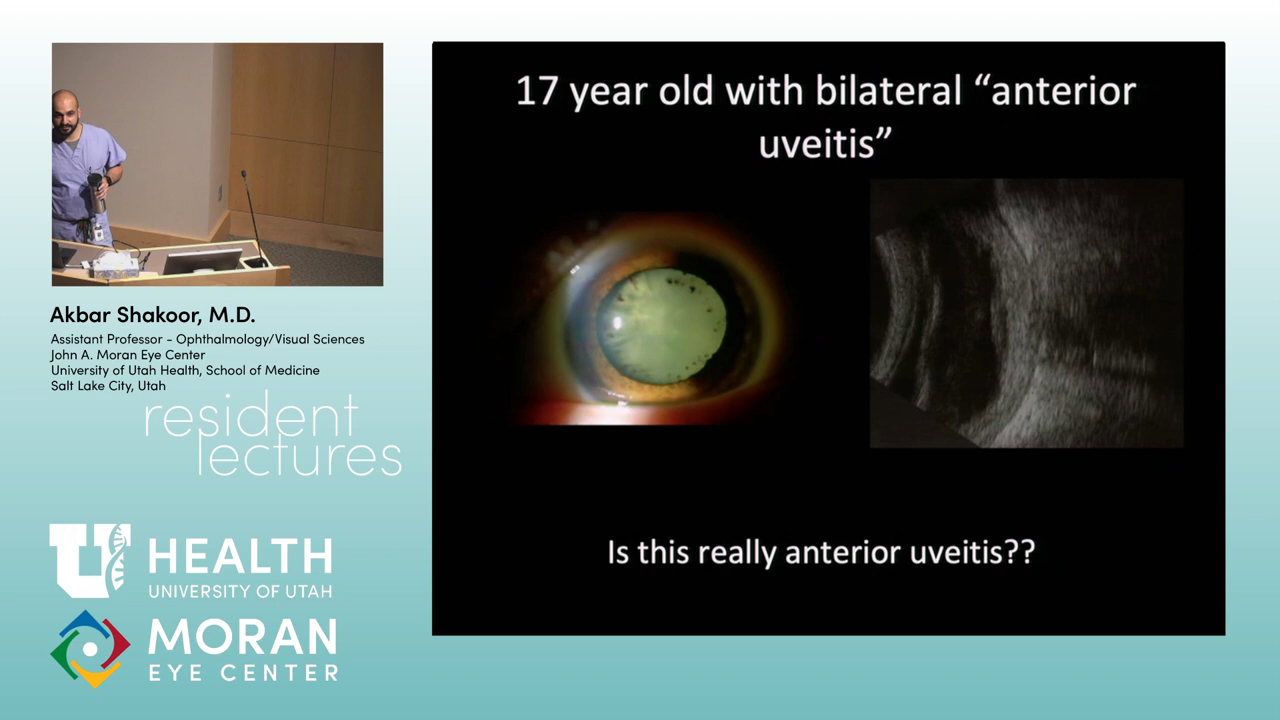 17 year old with bilateral “anterior
uveitis”
Is this really anterior uveitis??
Akbar Shakoor, M.D.
Assistant Professor - Ophthalmology/Visual Sciences
John A. Moran Eye Center
University of Utah Health, School of Medicine
Salt Lake City, Utah
resident
lectures
U HEALTH
UNIVERSITY OF UTAH
MORAN
EYE CENTER